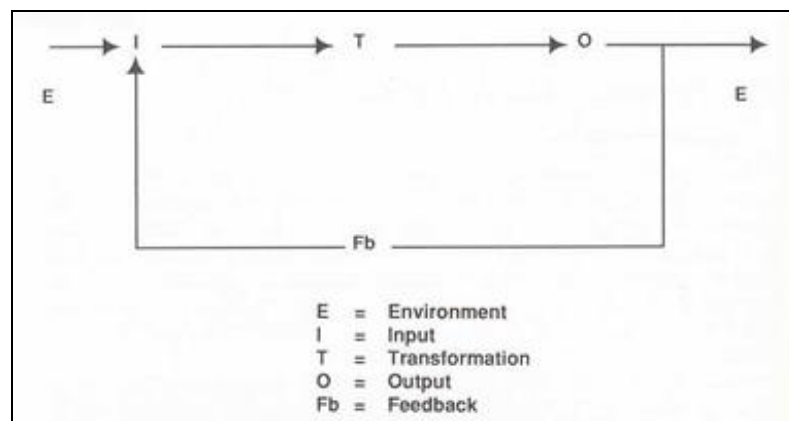 I T O
E E
Fb
E = Environment
I = Input
T = Transformation
O = Output
Fb = Feedback